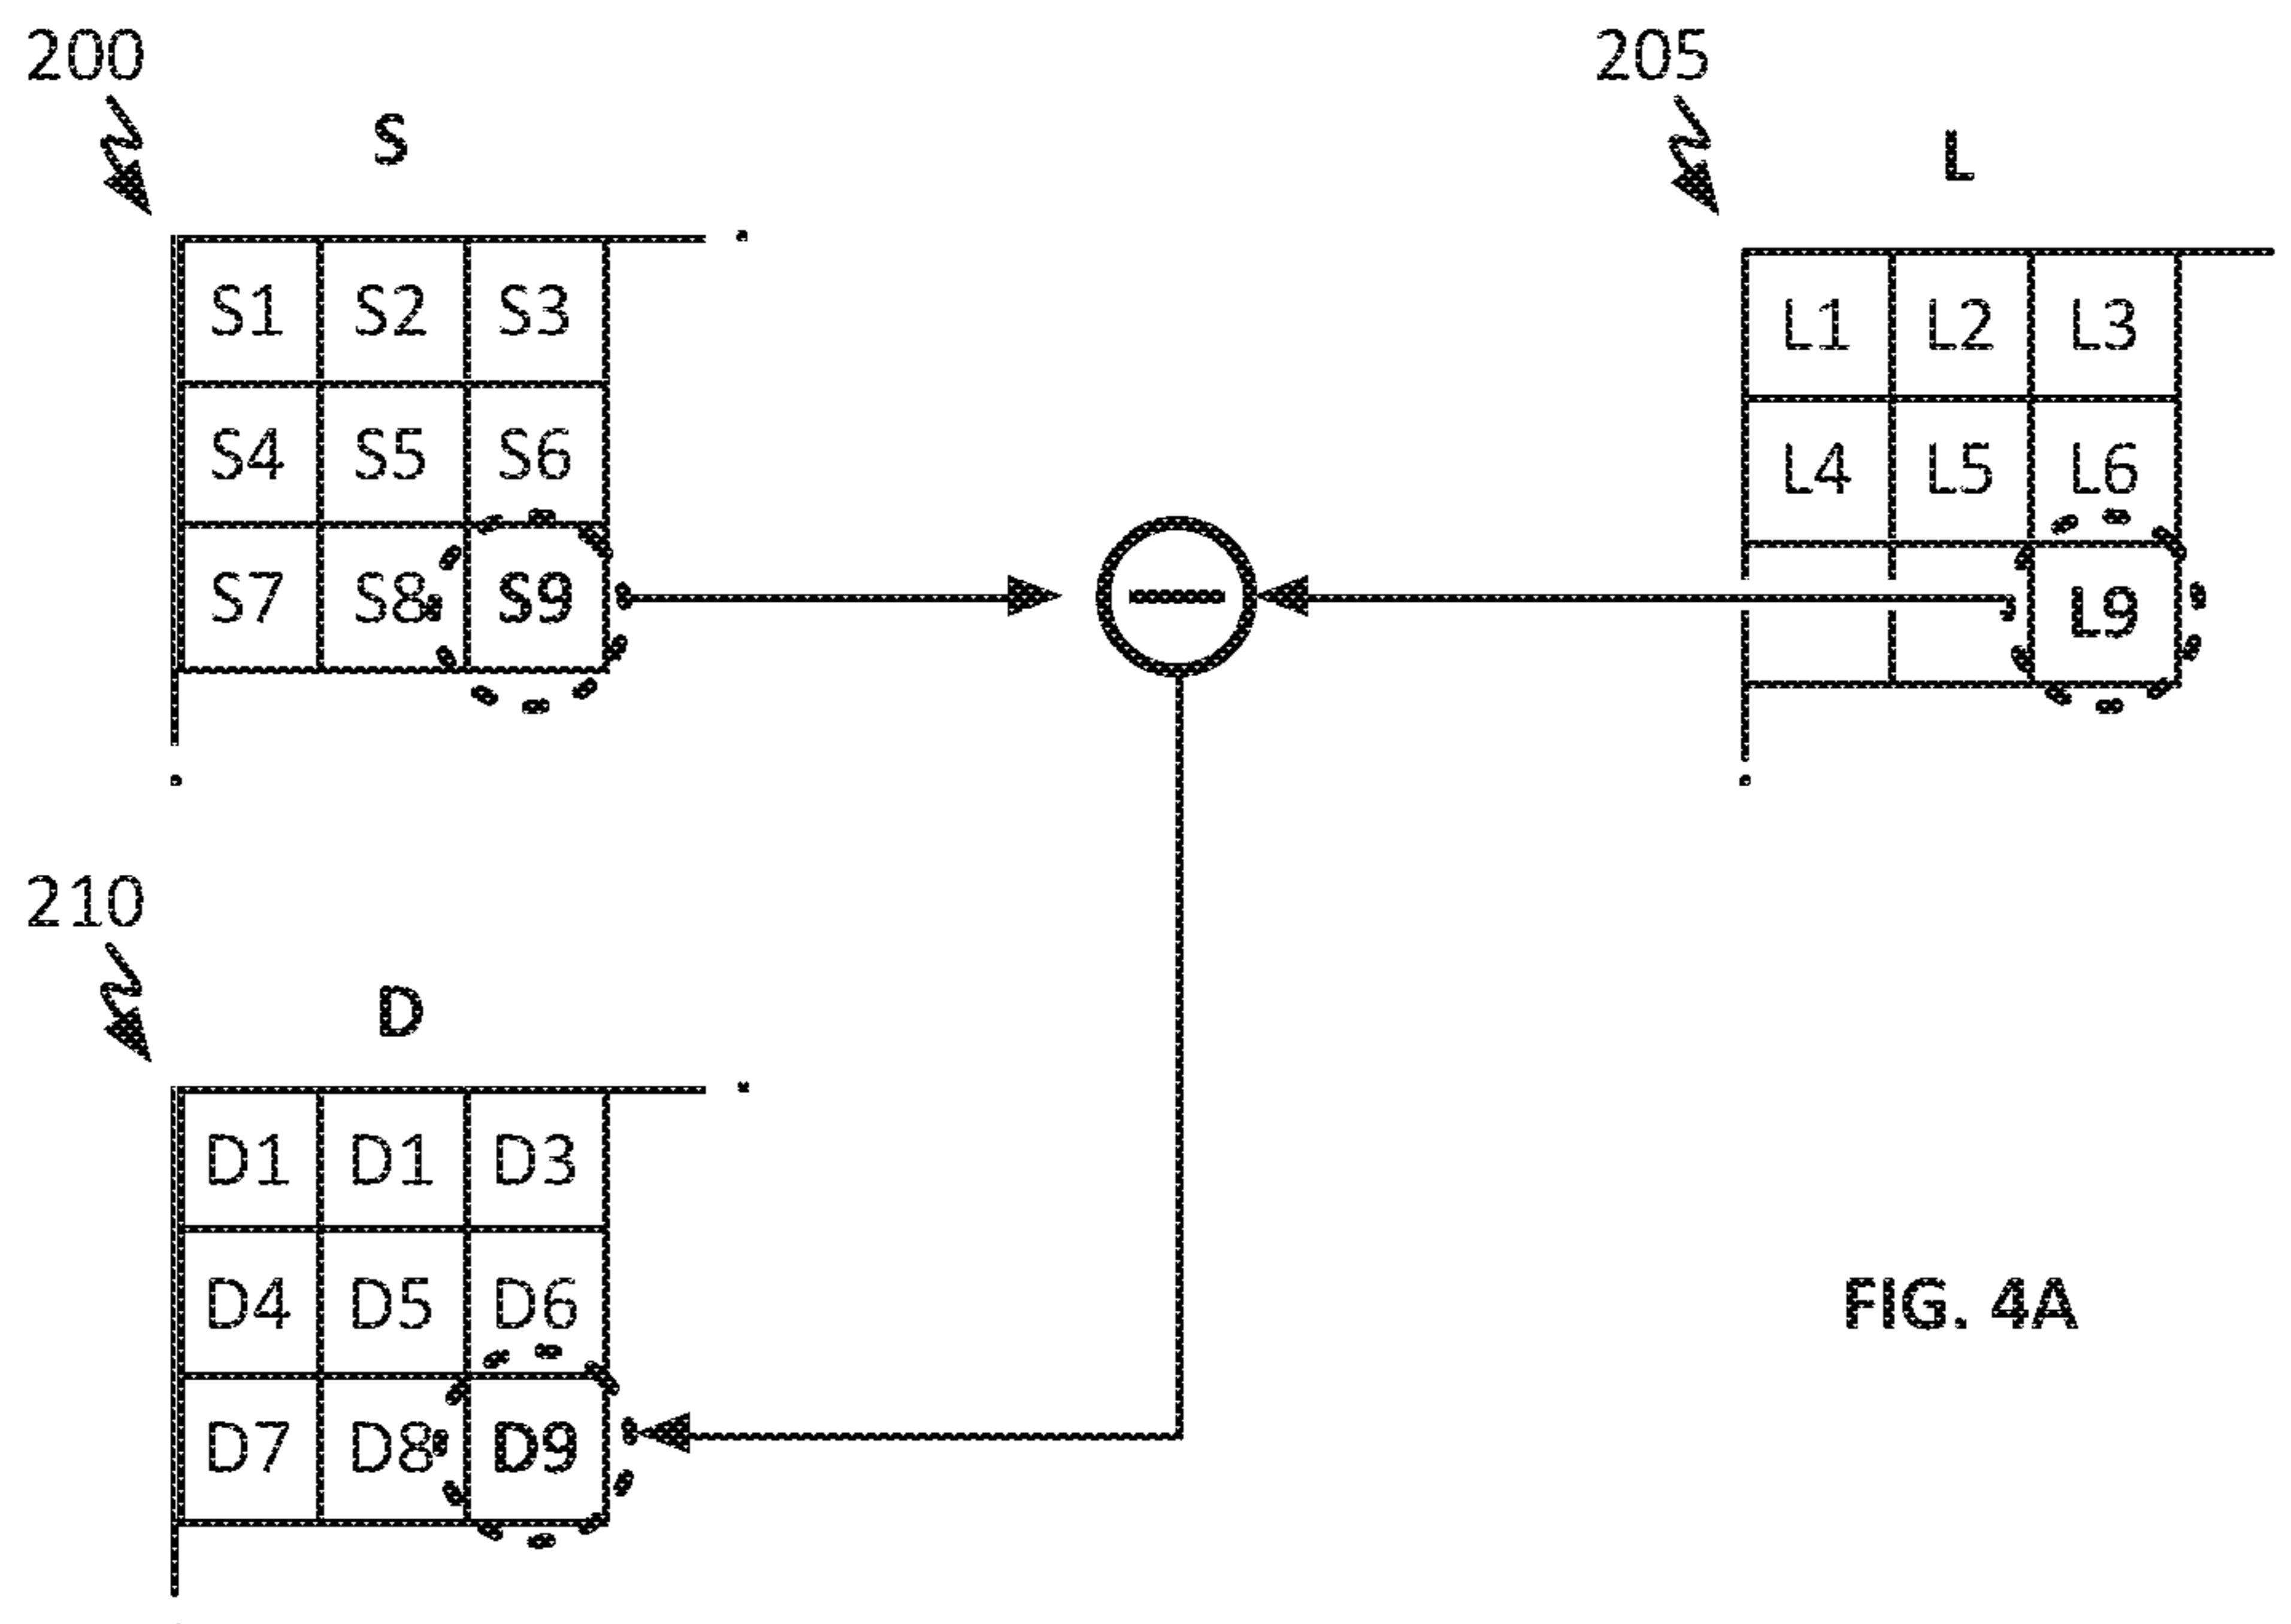 200
205
S
L
S1 S2 S3
L1 L2 L3
S4 S5 S6
L4 L5 L6
S7 S8 S9
L9
210
D
D1 D1 D3
D4 D5 D6
FIG. 4A
D7 D8 D9